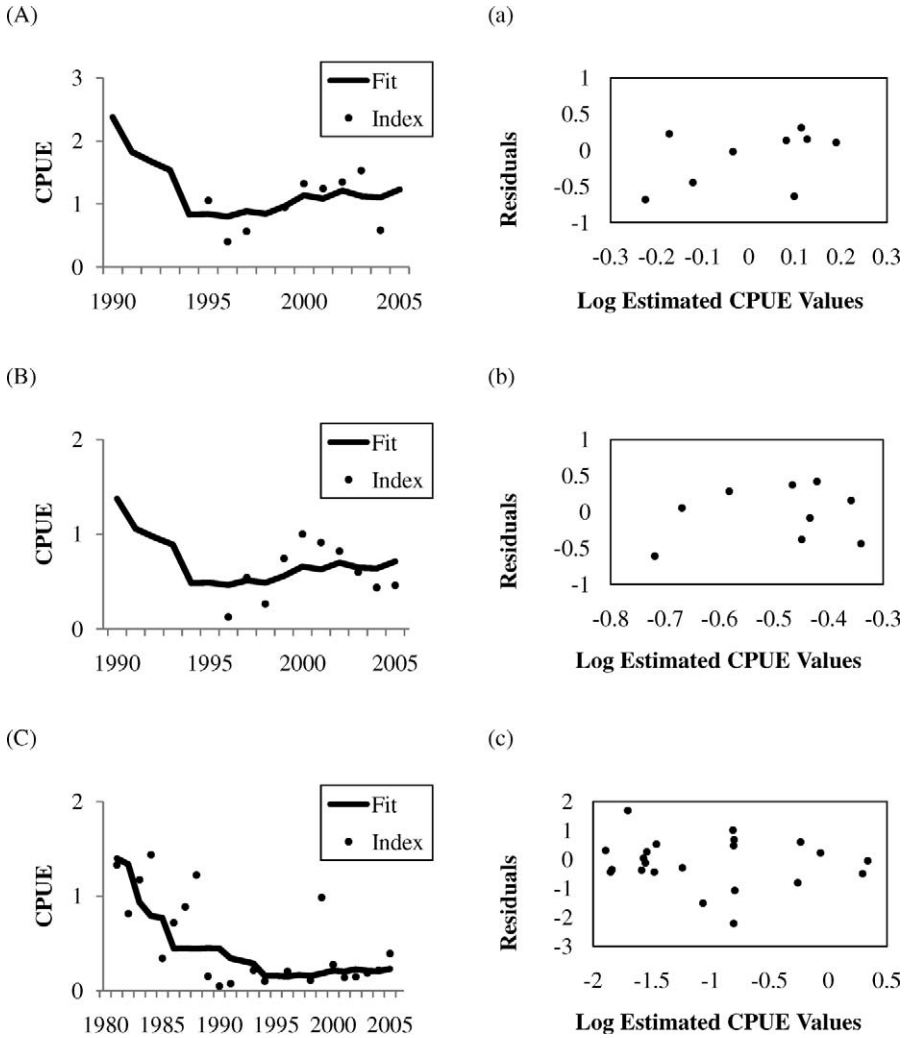 (A)
Fit
Index
CPUE
3
2
1
0
1990 1995 2000 2005
(a)
Residuals
1
0.5
0
-0.5
-1
-0.3 -0.2 -0.1 0 0.1 0.2 0.3
Log Estimated CPUE Values
(B)
Fit
Index
CPUE
2
1
0
1990 1995 2000 2005
(b)
Residuals
1
0.5
0
-0.5
-1
-0.8 -0.7 -0.6 -0.5 -0.4 -0.3
Log Estimated CPUE Values
(C)
Fit
Index
CPUE
2
1
0
1980 1985 1990 1995 2000 2005
(c)
Residuals
2
1
0
-1
-2
-3
-2 -1.5 -1 -0.5 0 0.5
Log Estimated CPUE Values